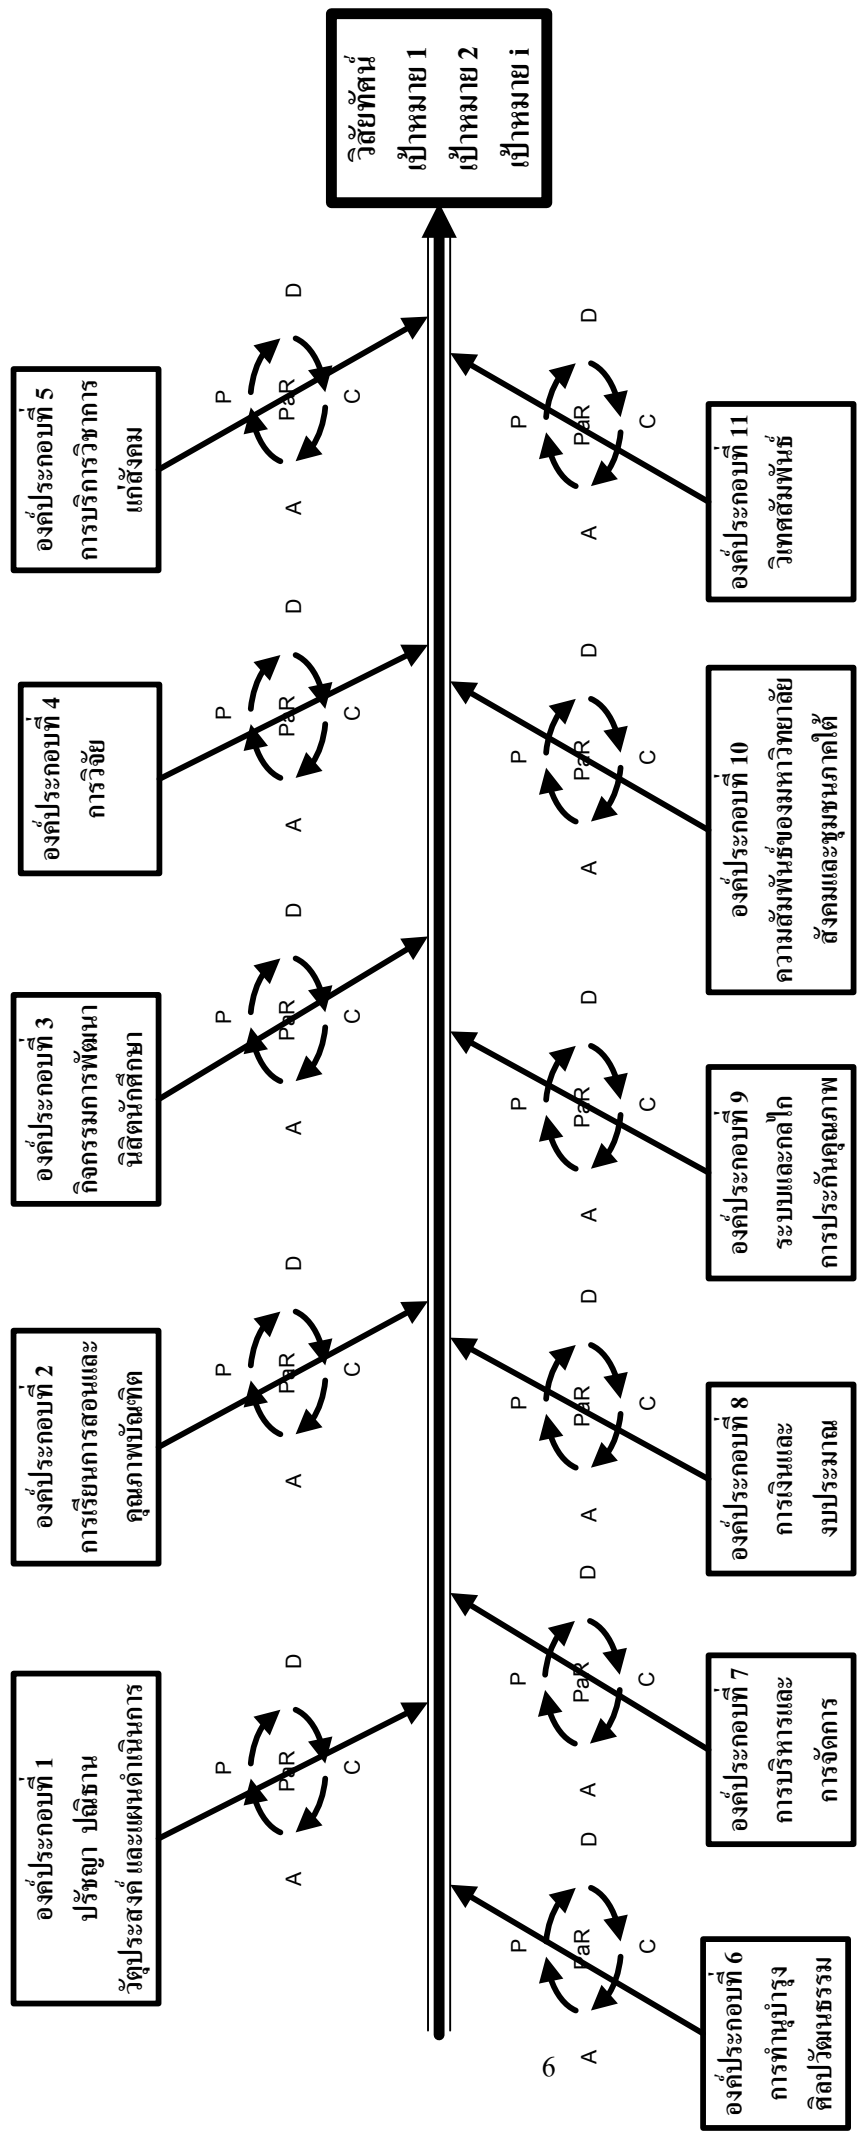 วิสัยทัศน์
เป้าหมาย 1
เป้าหมาย 2
เป้าหมาย i
องค์ประกอบที่ 1
ปรัชญา ปณิธาน
วัตถุประสงค์ และแผนดำเนินการ
P
D
C
A
PaR
องค์ประกอบที่ 2
การเรียนการสอนและ
คุณภาพบัณฑิต
P
D
C
A
PaR
องค์ประกอบที่ 3
กิจกรรมการพัฒนา
นิสิตนักศึกษา
P
D
C
A
PaR
องค์ประกอบที่ 4
การวิจัย
P
D
C
A
PaR
องค์ประกอบที่ 5
การบริการวิชาการ
แก่สังคม
P
D
C
A
PaR
องค์ประกอบที่ 6
การทำนุบำรุง
ศิลปวัฒนธรรม
P
D
C
A
PaR
องค์ประกอบที่ 7
การบริหารและ
การจัดการ
P
D
C
A
PaR
องค์ประกอบที่ 8
การเงินและ
งบประมาณ
P
D
C
A
PaR
องค์ประกอบที่ 9
ระบบและกลไก
การประกันคุณภาพ
P
D
C
A
PaR
องค์ประกอบที่ 10
ความสัมพันธ์ของมหาวิทยาลัย
สังคมและชุมชนภาคใต้
P
D
C
A
PaR
องค์ประกอบที่ 11
วิเทศสัมพันธ์
P
D
C
A
PaR
6